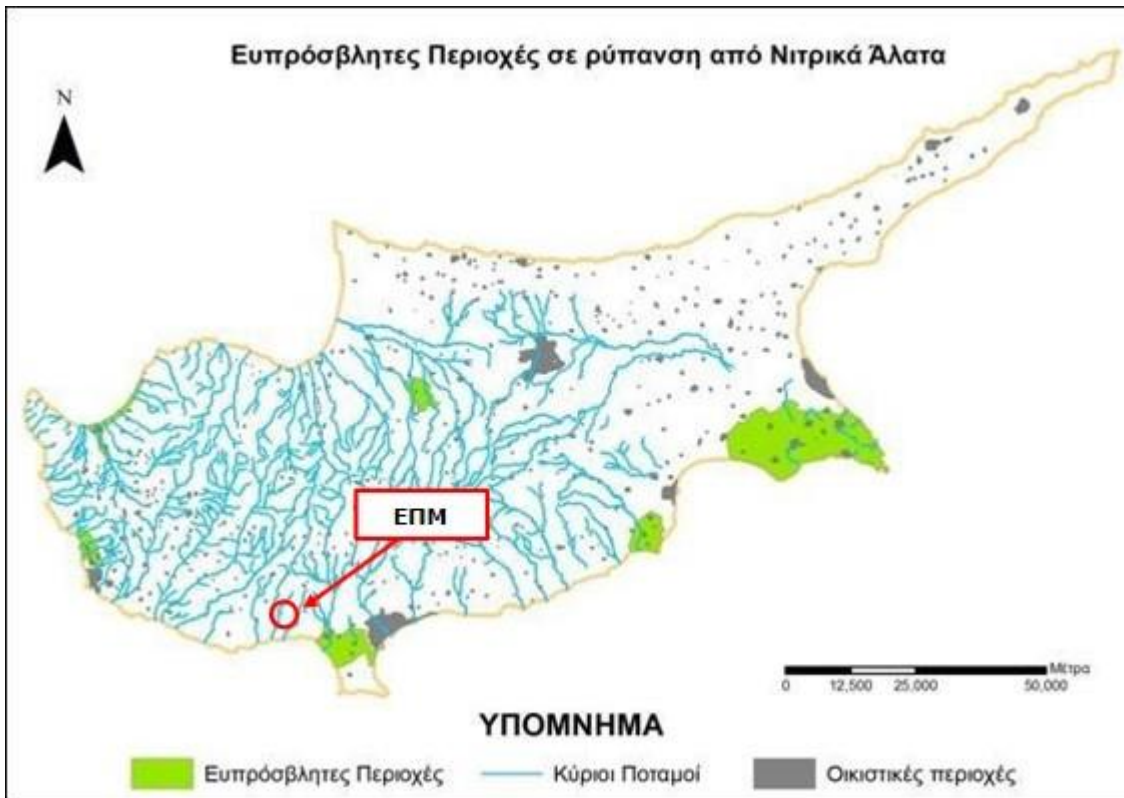 Ευπρόσβλητες Περιοχές σε ρύπανση από Νιτρικά Άλατα
N
ΕΠΜ
Μέτρα
0 12,500 25,000 50,000
ΥΠΟΜΝΗΜΑ
Ευπρόσβλητες Περιοχές Κύριοι Ποταμοί Οικιστικές περιοχές